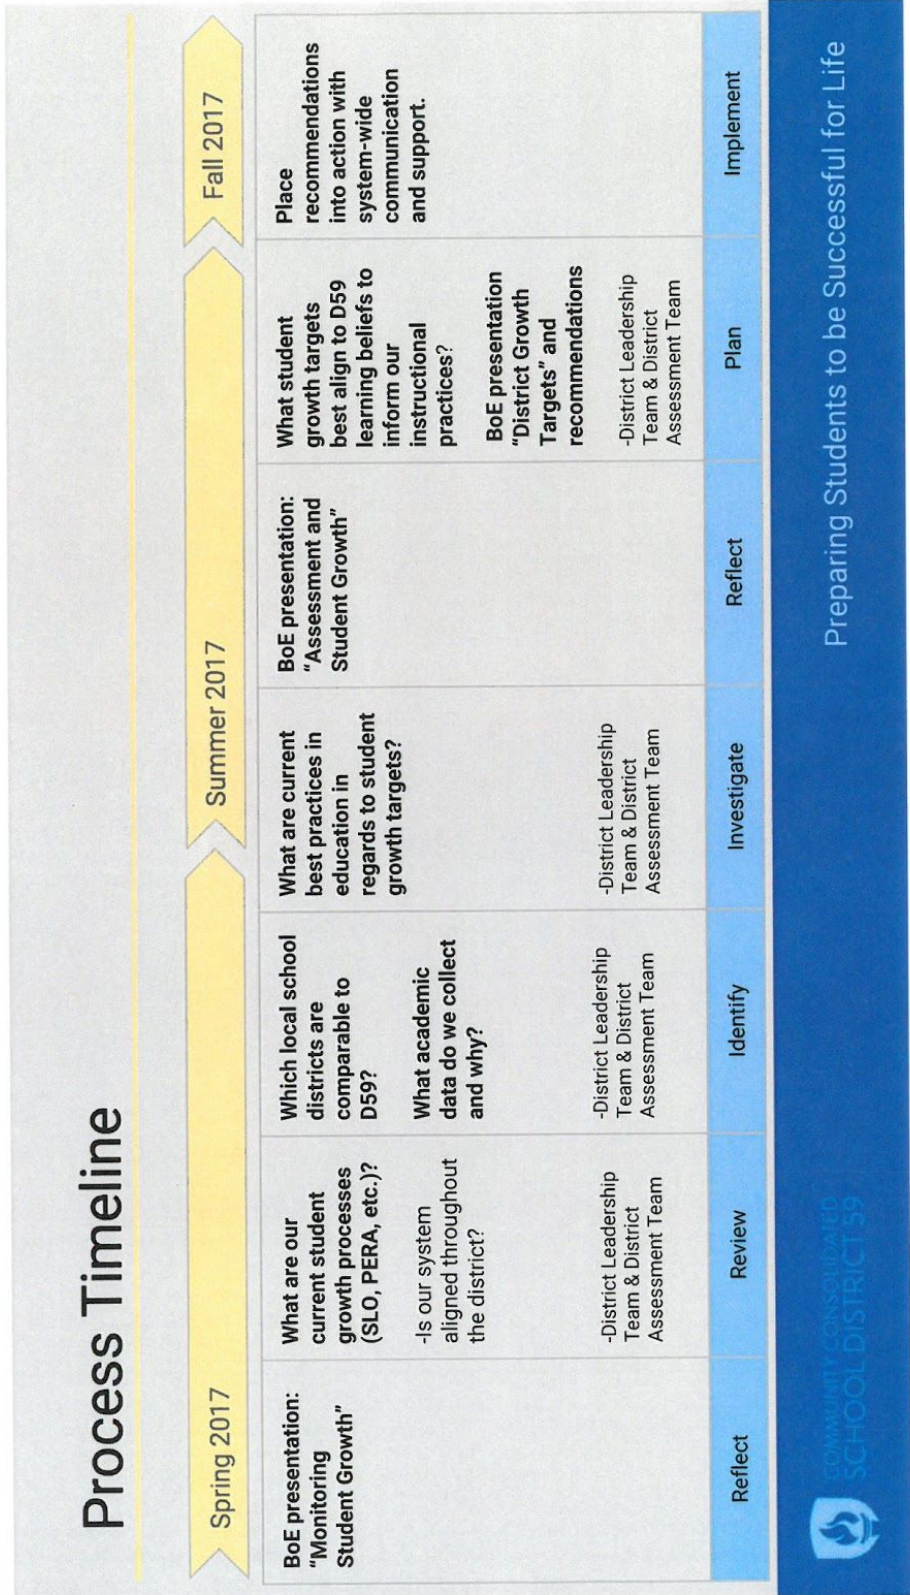 Process Timeline
Spring 2017
Summer 2017
Fall 2017
BoE presentation:
“Monitoring
Student Growth”
Reflect
What are our
current student
growth processes
(SLO, PERA, etc.)?
-Is our system
aligned throughout
the district?
-District Leadership
Team & District
Assessment Team
Review
Which local school
districts are
comparable to
D59?
What academic
data do we collect
and why?
-District Leadership
Team & District
Assessment Team
Identify
What are current
best practices in
education in
regards to student
growth targets?
-District Leadership
Team & District
Assessment Team
Investigate
BoE presentation:
“Assessment and
Student Growth”
Reflect
What student
growth targets
best align to D59
learning beliefs to
inform our
instructional
practices?
BoE presentation
“District Growth
Targets” and
recommendations
-District Leadership
Team & District
Assessment Team
Plan
Place
recommendations
into action with
system-wide
communication
and support.
Implement
COMMUNITY CONSOLIDATED
SCHOOL DISTRICT 59
Preparing Students to be Successful for Life